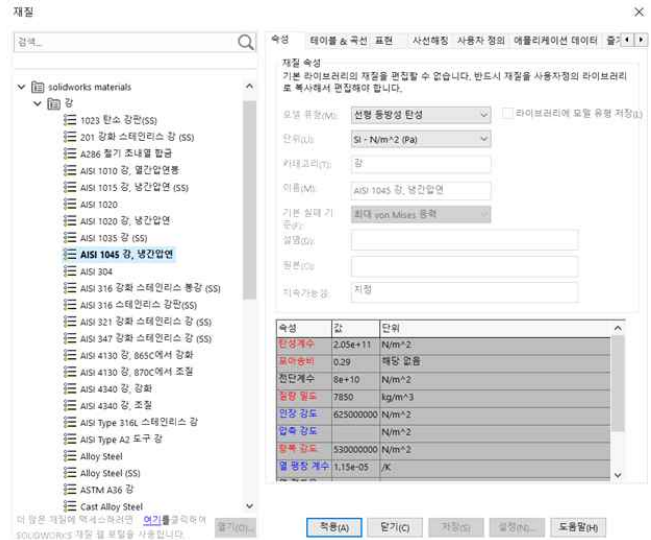 재질
검색...
solidworks materials
강
1023 탄소 강판(SS)
201 강화 스테인리스 강 (SS)
A286 철기 초내열 합금
AISI 1010 강, 열간압연봉
AISI 1015 강, 냉간압연 (SS)
AISI 1020
AISI 1020 강, 냉간압연
AISI 1035 강 (SS)
AISI 1045 강, 냉간압연
AISI 304
AISI 316 강화 스테인리스 봉강 (SS)
AISI 316 스테인리스 강판(SS)
AISI 321 강화 스테인리스 강 (SS)
AISI 347 강화 스테인리스 강 (SS)
AISI 4130 강, 865C에서 강화
AISI 4130 강, 870C에서 조질
AISI 4340 강, 강화
AISI 4340 강, 조질
AISI Type 316L 스테인리스 강
AISI Type A2 도구 강
Alloy Steel
Alloy Steel (SS)
ASTM A36 강
Cast Alloy Steel
더 많은 재질에 액세스하려면 여기를클릭하여
SOLIDWORKS 재질 웹 포털을 사용합니다.
열기(O)...
속성 테이블 & 곡선 표현 사선해칭 사용자 정의 애플리케이션 데이터 즐겨
재질 속성
기본 라이브러리의 재질을 편집할 수 없습니다. 반드시 재질을 사용자정의 라이브러리
로 복사해서 편집해야 합니다.
모델 유형(M): 선형 등방성 탄성 라이브러리에 모델 유형 저장(L)
단위(U): SI - N/m^2 (Pa)
카테고리(T): 강
이름(M): AISI 1045 강, 냉간압연
기본 실패 기 최대 von Mises 응력
준(F):
설명(D):
원본(O):
지속가능성: 지정
속성 값 단위
탄성계수 2.05e+11 N/m^2
포아송비 0.29 해당 없음
전단계수 8e+10 N/m^2
질량 밀도 7850 kg/m^3
인장 강도 625000000 N/m^2
압축 강도 N/m^2
항복 강도 530000000 N/m^2
열 팽창 계수 1.15e-05 /K
적용(A) 닫기(C) 저장(S) 설정(N)... 도움말(H)